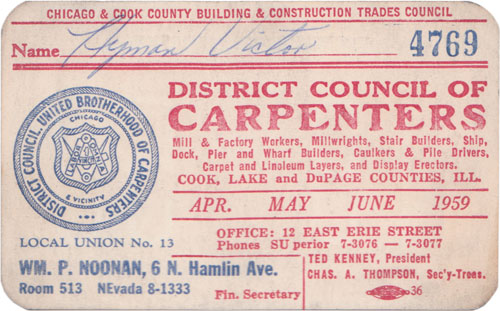 CHICAGO & COOK COUNTY BUILDING & CONSTRUCTION TRADES COUNCIL
Name Hyman Victor 4769
DISTRICT COUNCIL OF
CARPENTERS
Mill & Factory Workers, Millwrights, Stair Builders, Ship,
Dock, Pier and Wharf Builders, Caulkers & Pile Drivers,
Carpet and Linoleum Layers, and Display Erectors.
COOK, LAKE and DuPAGE COUNTIES, ILL.
APR. MAY JUNE 1959
DISTRICT COUNCIL, UNITED BROTHERHOOD OF CARPENTERS
CHICAGO
& VICINITY
LOCAL UNION No. 13
WM. P. NOONAN, 6 N. Hamlin Ave.
Room 513 NEvada 8-1333
Fin. Secretary
OFFICE: 12 EAST ERIE STREET
Phones SU perior 7-3076 — 7-3077
TED KENNEY, President
CHAS. A. THOMPSON, Sec'y-Treas.
36